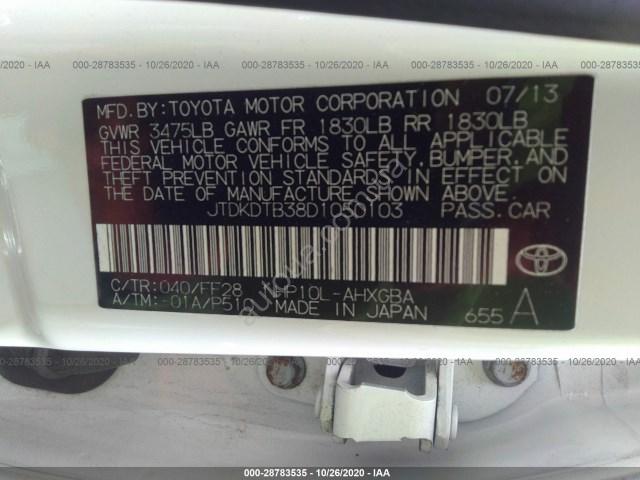 000-28783535 - 10/26/2020 - IAA
MFD. BY: TOYOTA MOTOR CORPORATION 07/13
GVWR 3475LB GAWR FR 1830LB RR 1830LB
THIS VEHICLE CONFORMS TO ALL APPLICABLE
FEDERAL MOTOR VEHICLE SAFETY, BUMPER, AND
THEFT PREVENTION STANDARDS IN EFFECT ON
THE DATE OF MANUFACTURE SHOWN ABOVE.
JTDKDTB38D1050103 PASS. CAR
C/TR: 040/FF28 NHP10L-AHXGBA
A/TM: -01A/P510 MADE IN JAPAN 655 A
TOYOTA
autoua.com
000-28783535 - 10/26/2020 - IAA